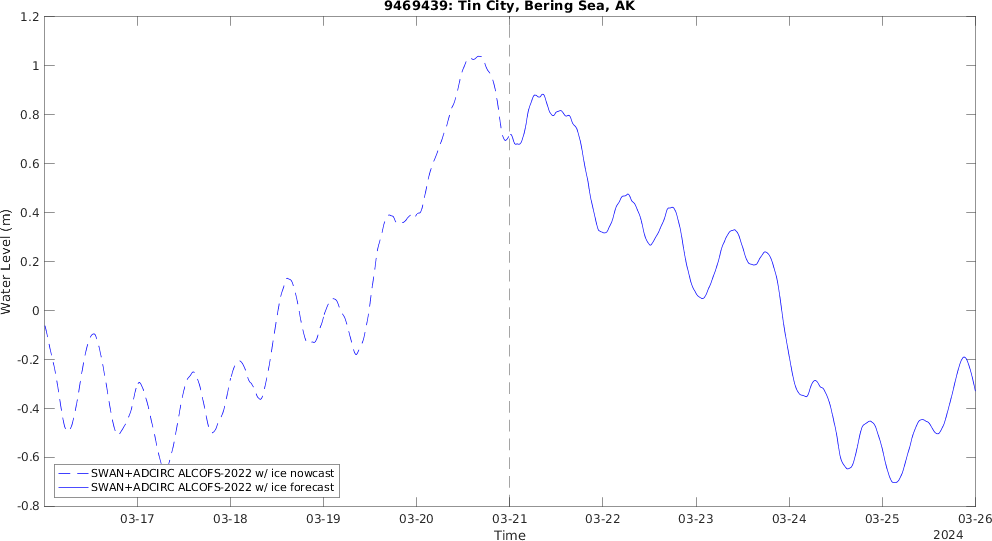 9469439: Tin City, Bering Sea, AK
1.2
1
0.8
0.6
0.4
0.2
0
-0.2
-0.4
-0.6
-0.8
Water Level (m)
SWAN+ADCIRC ALCOFS-2022 w/ ice nowcast
SWAN+ADCIRC ALCOFS-2022 w/ ice forecast
03-17 03-18 03-19 03-20 03-21 03-22 03-23 03-24 03-25 03-26
Time
2024